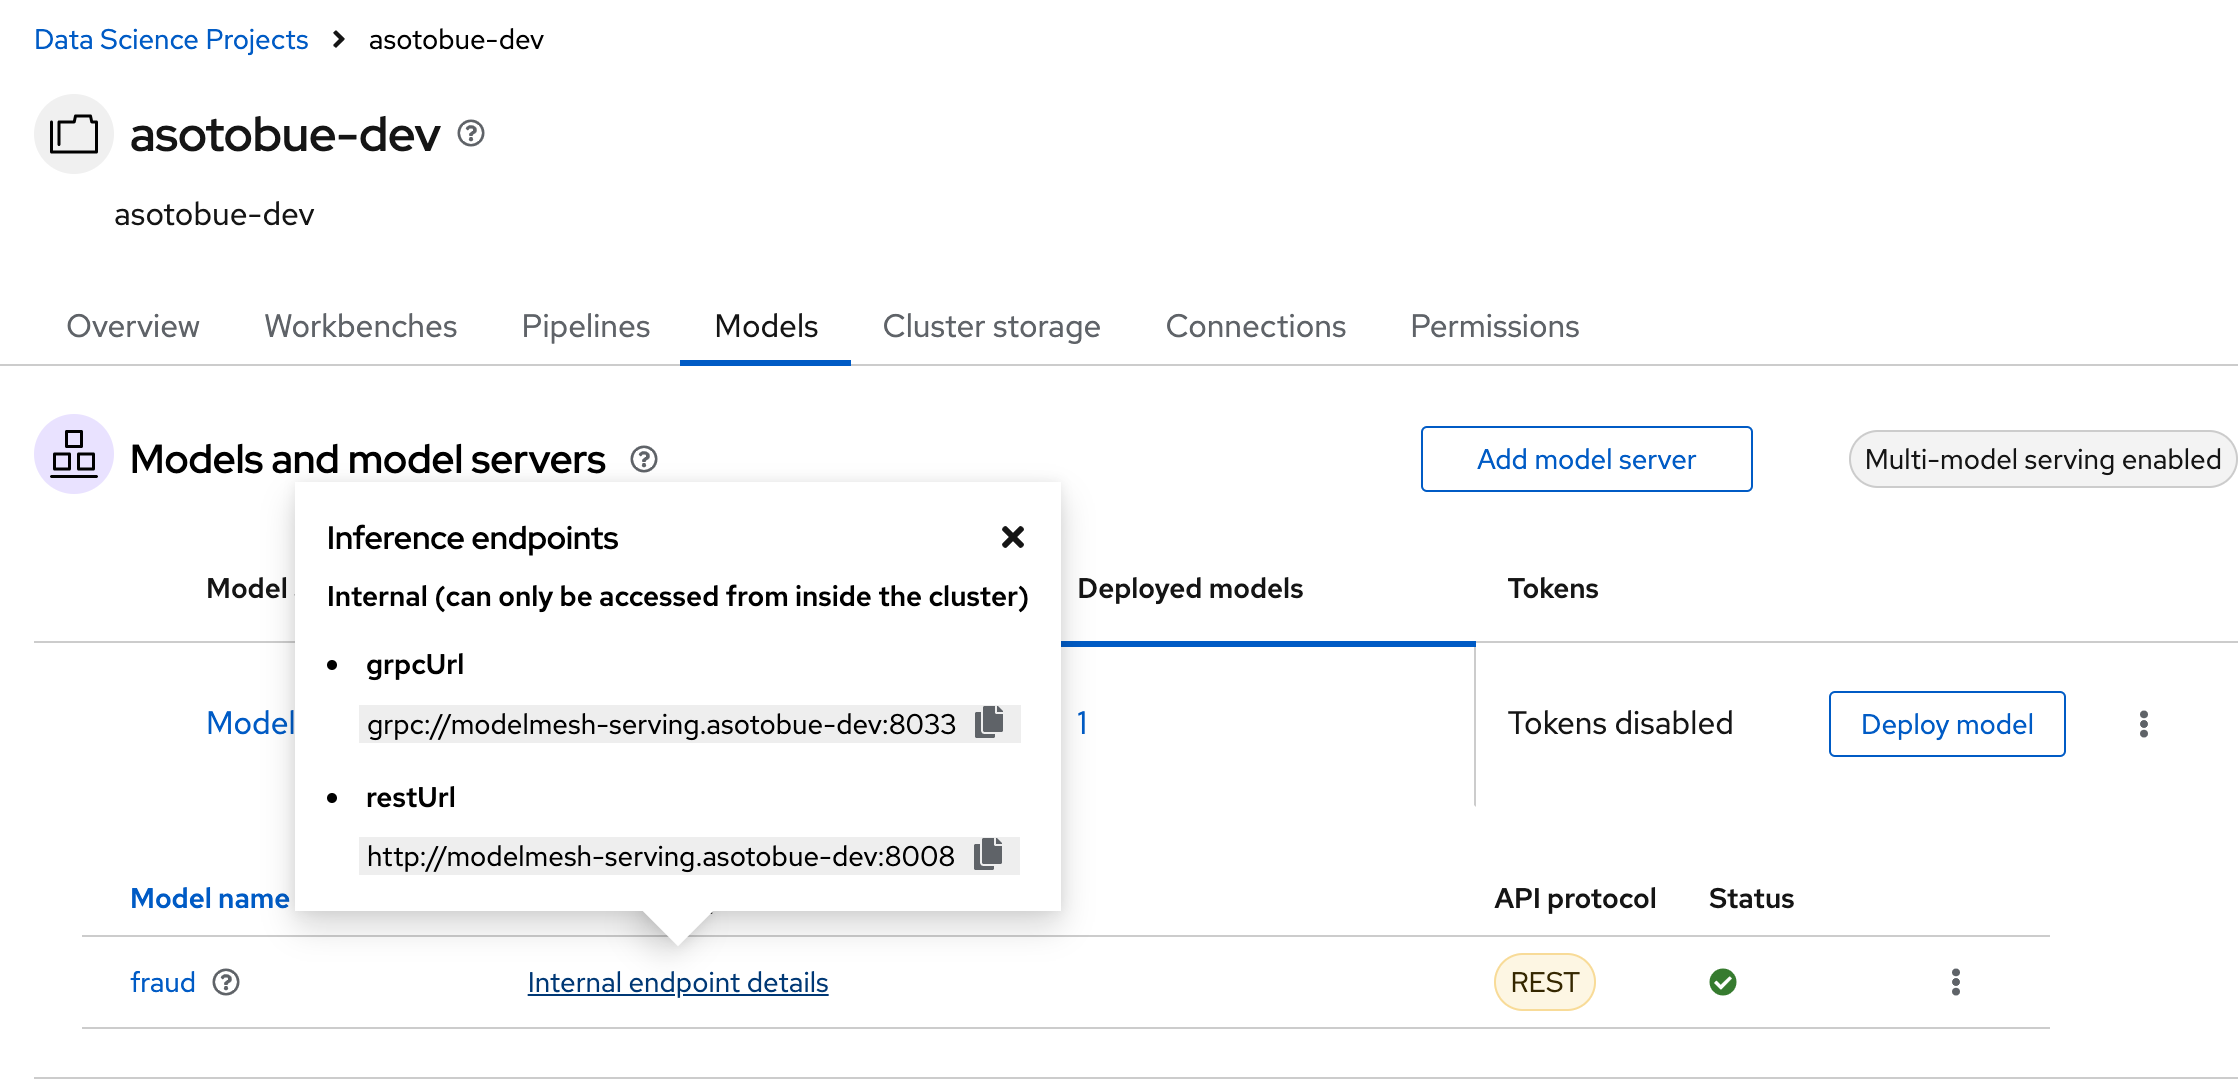 Data Science Projects > asotobue-dev
asotobue-dev
asotobue-dev
Overview Workbenches Pipelines Models Cluster storage Connections Permissions
Models and model servers
Add model server
Multi-model serving enabled
Inference endpoints
Internal (can only be accessed from inside the cluster)
Model
Deployed models
Tokens
grpcUrl
grpc://modelmesh-serving.asotobue-dev:8033
Model
1
Tokens disabled
Deploy model
restUrl
http://modelmesh-serving.asotobue-dev:8008
Model name
API protocol
Status
fraud
Internal endpoint details
REST